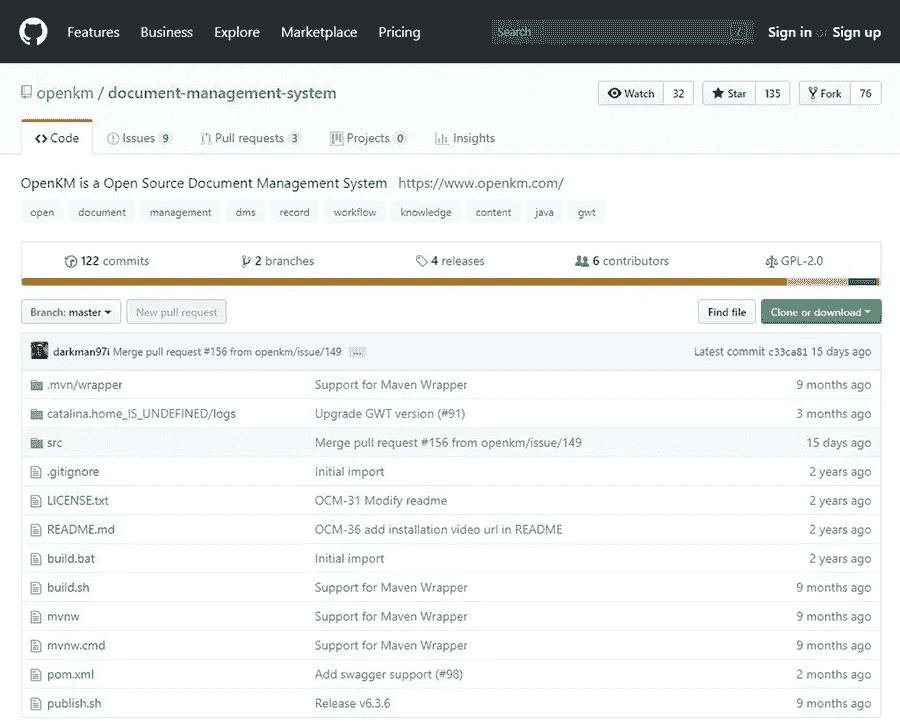 Features Business Explore Marketplace Pricing Search / Sign in or Sign up
openkm / document-management-system Watch 32 Star 135 Fork 76
Code Issues 9 Pull requests 3 Projects 0 Insights
OpenKM is a Open Source Document Management System https://www.openkm.com/
open document management dms record workflow knowledge content java gwt
122 commits 2 branches 4 releases 6 contributors GPL-2.0
Branch: master New pull request Find file Clone or download
darkman97i Merge pull request #156 from openkm/issue/149 ... Latest commit c33ca81 15 days ago
.mvn/wrapper Support for Maven Wrapper 9 months ago
catalina.home_IS_UNDEFINED/logs Upgrade GWT version (#91) 3 months ago
src Merge pull request #156 from openkm/issue/149 15 days ago
.gitignore Initial import 2 years ago
LICENSE.txt OCM-31 Modify readme 2 years ago
README.md OCM-36 add installation video url in README 2 years ago
build.bat Initial import 2 years ago
build.sh Support for Maven Wrapper 9 months ago
mvnw Support for Maven Wrapper 9 months ago
mvnw.cmd Support for Maven Wrapper 9 months ago
pom.xml Add swagger support (#98) 2 months ago
publish.sh Release v6.3.6 9 months ago